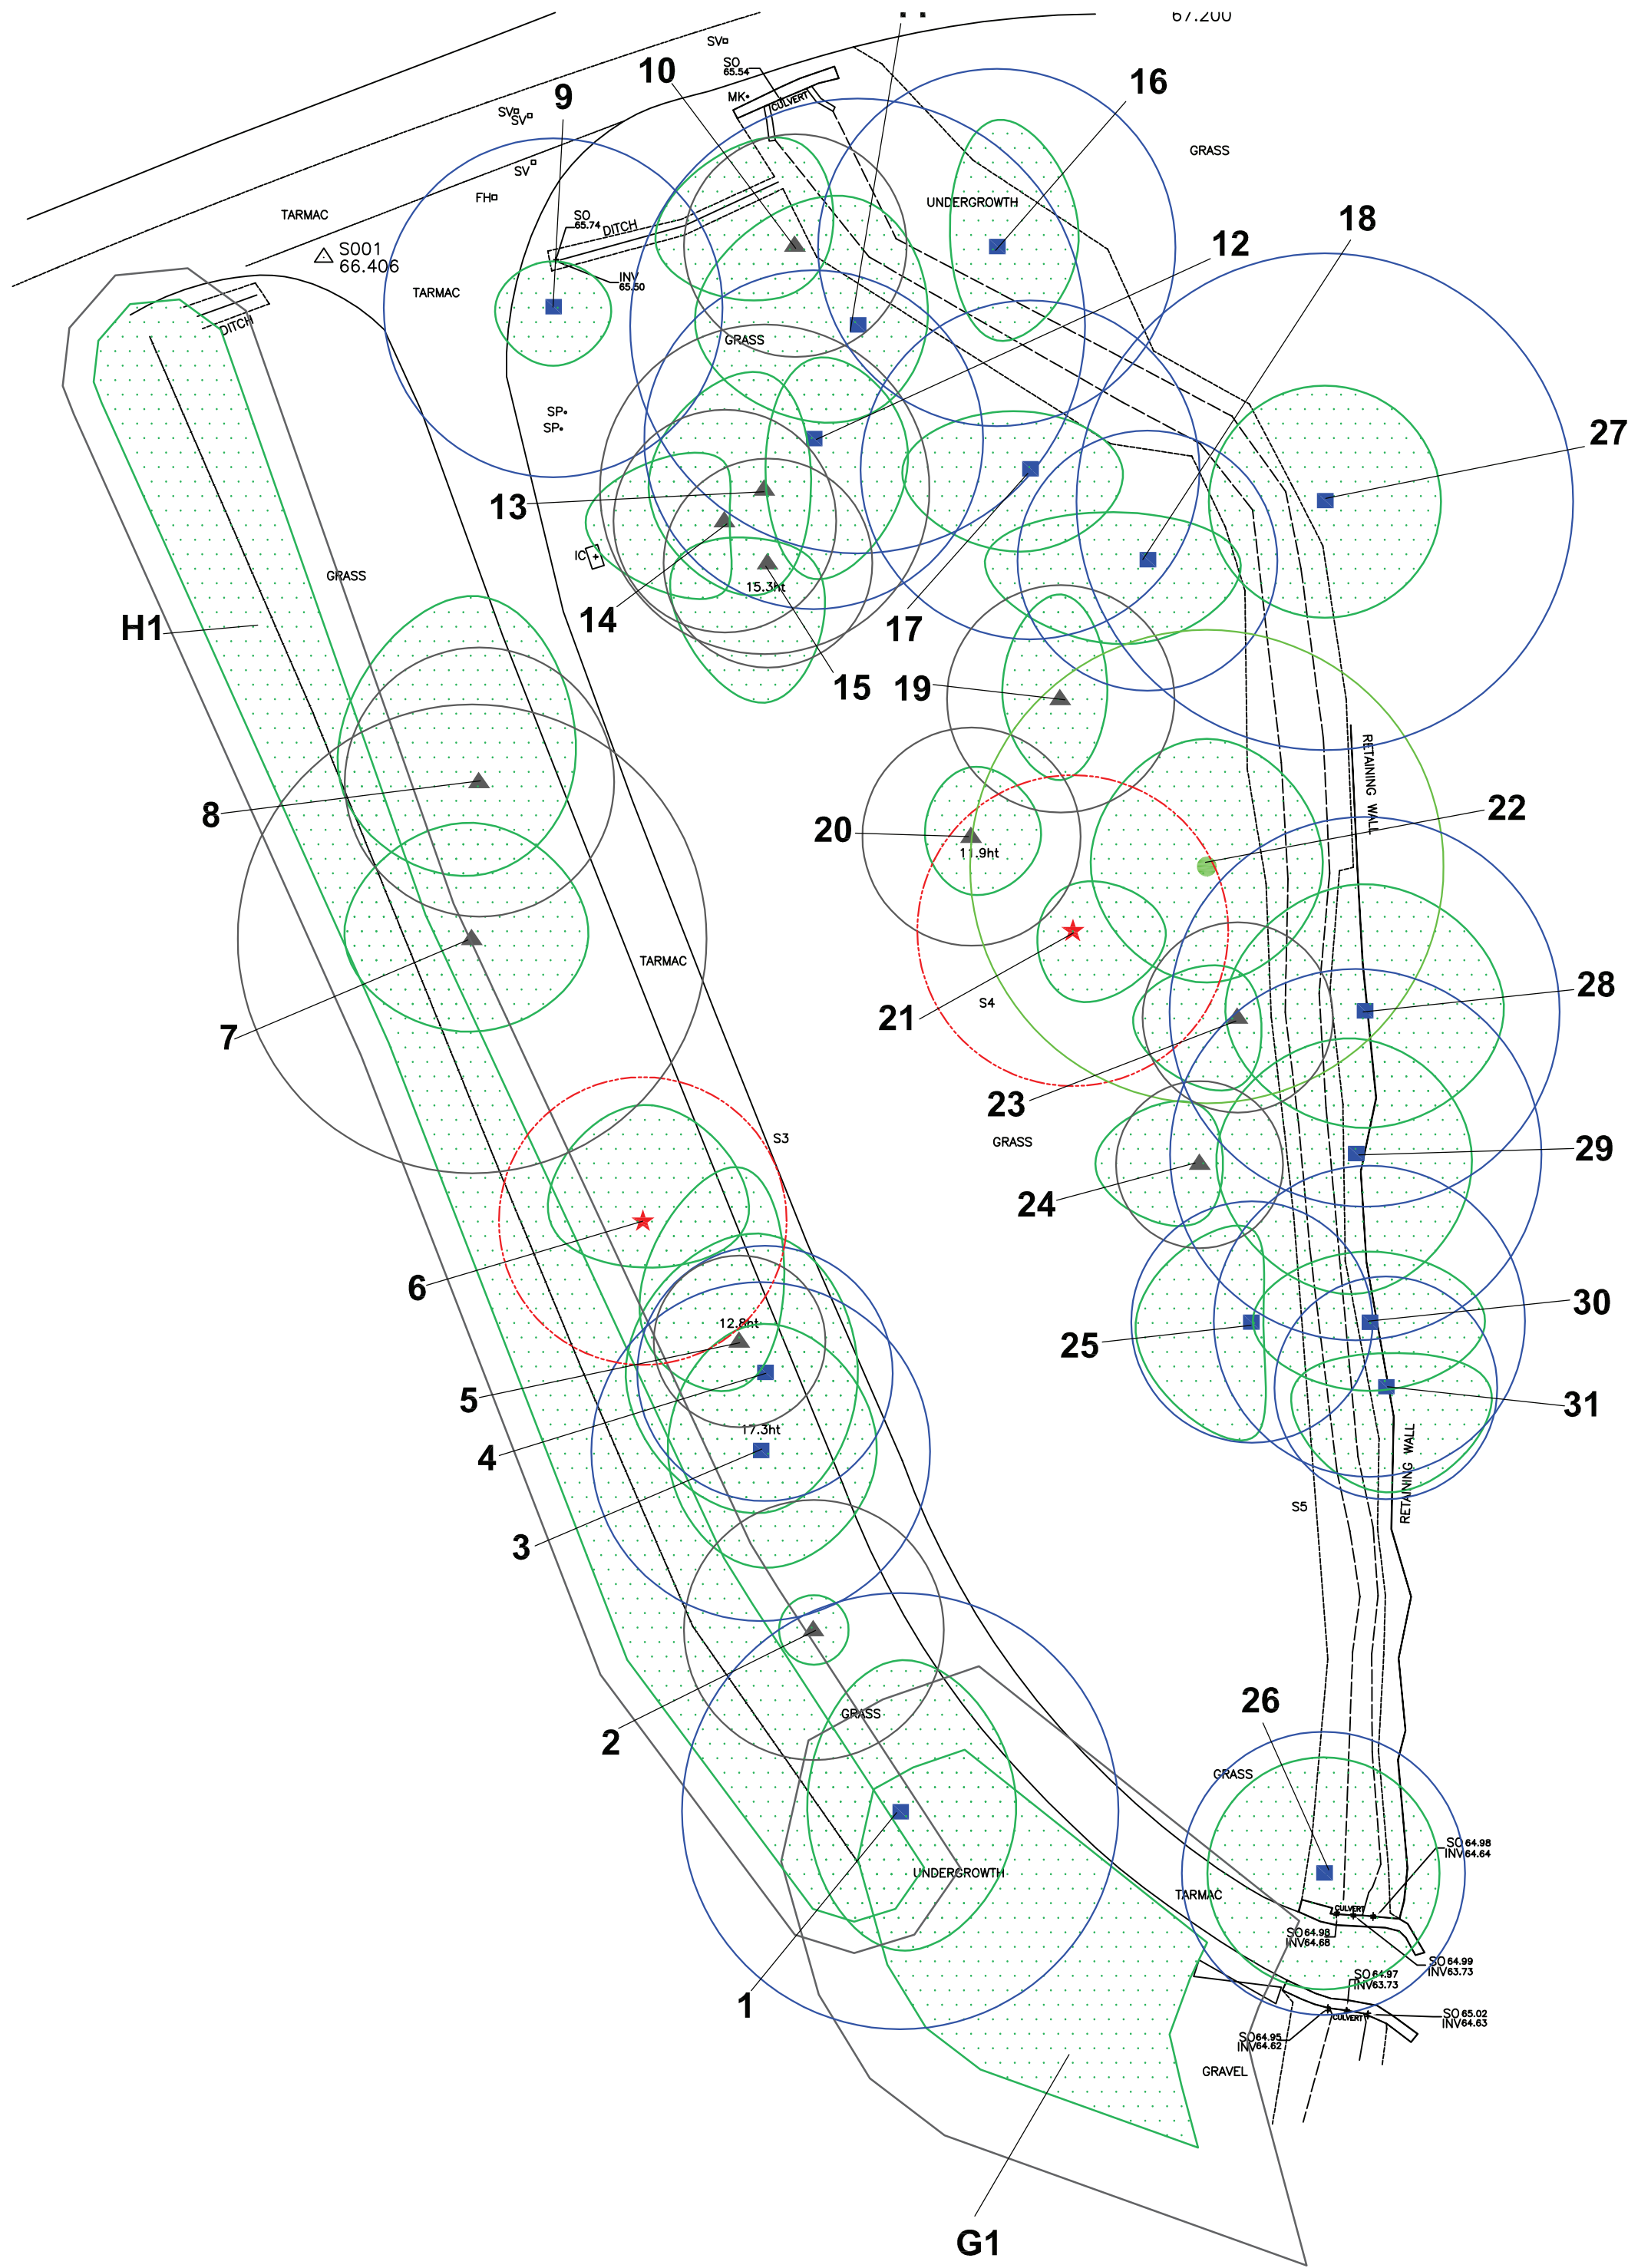 67.200
SV
10
SO
65.54
MK
CULVERT
16
9
SV
SV
SV
GRASS
FH
UNDERGROWTH
TARMAC
SO
65.74
DITCH
18
12
S001
66.406
INV
65.50
TARMAC
DITCH
GRASS
SP
SP
27
13
IC
GRASS
15.3ht
14
H1
17
15
19
RETAINING WALL
8
20
11.9ht
22
TARMAC
28
S4
21
7
23
S3
GRASS
29
24
6
30
12.8ht
25
5
31
17.3ht
4
RETAINING WALL
S5
3
26
GRASS
2
GRASS
SO 64.98
INV 64.64
UNDERGROWTH
TARMAC
CULVERT
SO 64.98
INV 64.68
SO 64.99
INV 63.73
SO 64.97
INV 63.73
1
SO 65.02
INV 64.63
CULVERT
SO 64.95
INV 64.62
GRAVEL
G1